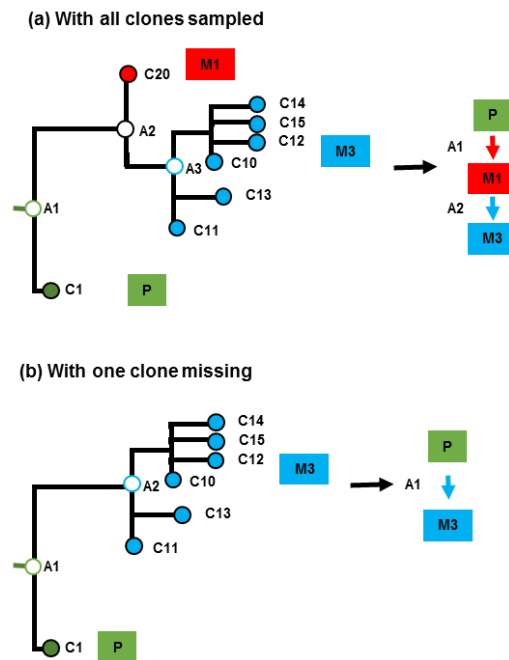 (a) With all clones sampled
C20
M1
A2
C14
C15
C12
C10
A3
C13
C11
M3
A1
C1
P
P
A1
M1
A2
M3
(b) With one clone missing
C14
C15
C12
C10
A2
C13
C11
M3
A1
C1
P
P
A1
M3